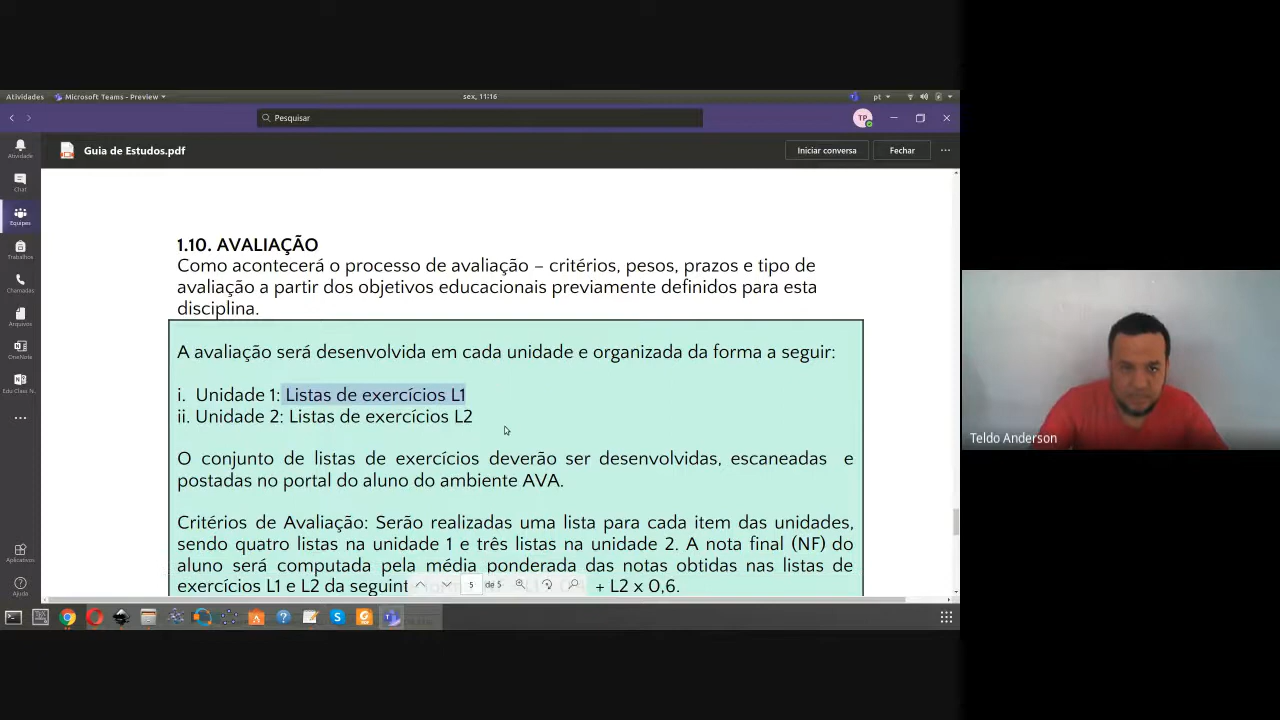 Atividades
Microsoft Teams - Preview
sex, 11:16
pt
Pesquisar
TP
Guia de Estudos.pdf
Iniciar conversa
Fechar
Atividade
Chat
Equipes
Trabalhos
Chamadas
Arquivos
OneNote
Edu Class N.
Aplicativos
Ajuda
1.10. AVALIAÇÃO
Como acontecerá o processo de avaliação – critérios, pesos, prazos e tipo de
avaliação a partir dos objetivos educacionais previamente definidos para esta
disciplina.
A avaliação será desenvolvida em cada unidade e organizada da forma a seguir:
i. Unidade 1: Listas de exercícios L1
ii. Unidade 2: Listas de exercícios L2
O conjunto de listas de exercícios deverão ser desenvolvidas, escaneadas e
postadas no portal do aluno do ambiente AVA.
Critérios de Avaliação: Serão realizadas uma lista para cada item das unidades,
sendo quatro listas na unidade 1 e três listas na unidade 2. A nota final (NF) do
aluno será computada pela média ponderada das notas obtidas nas listas de
exercícios L1 e L2 da seguint + L2 x 0,6.
5 de 5
Teldo Anderson